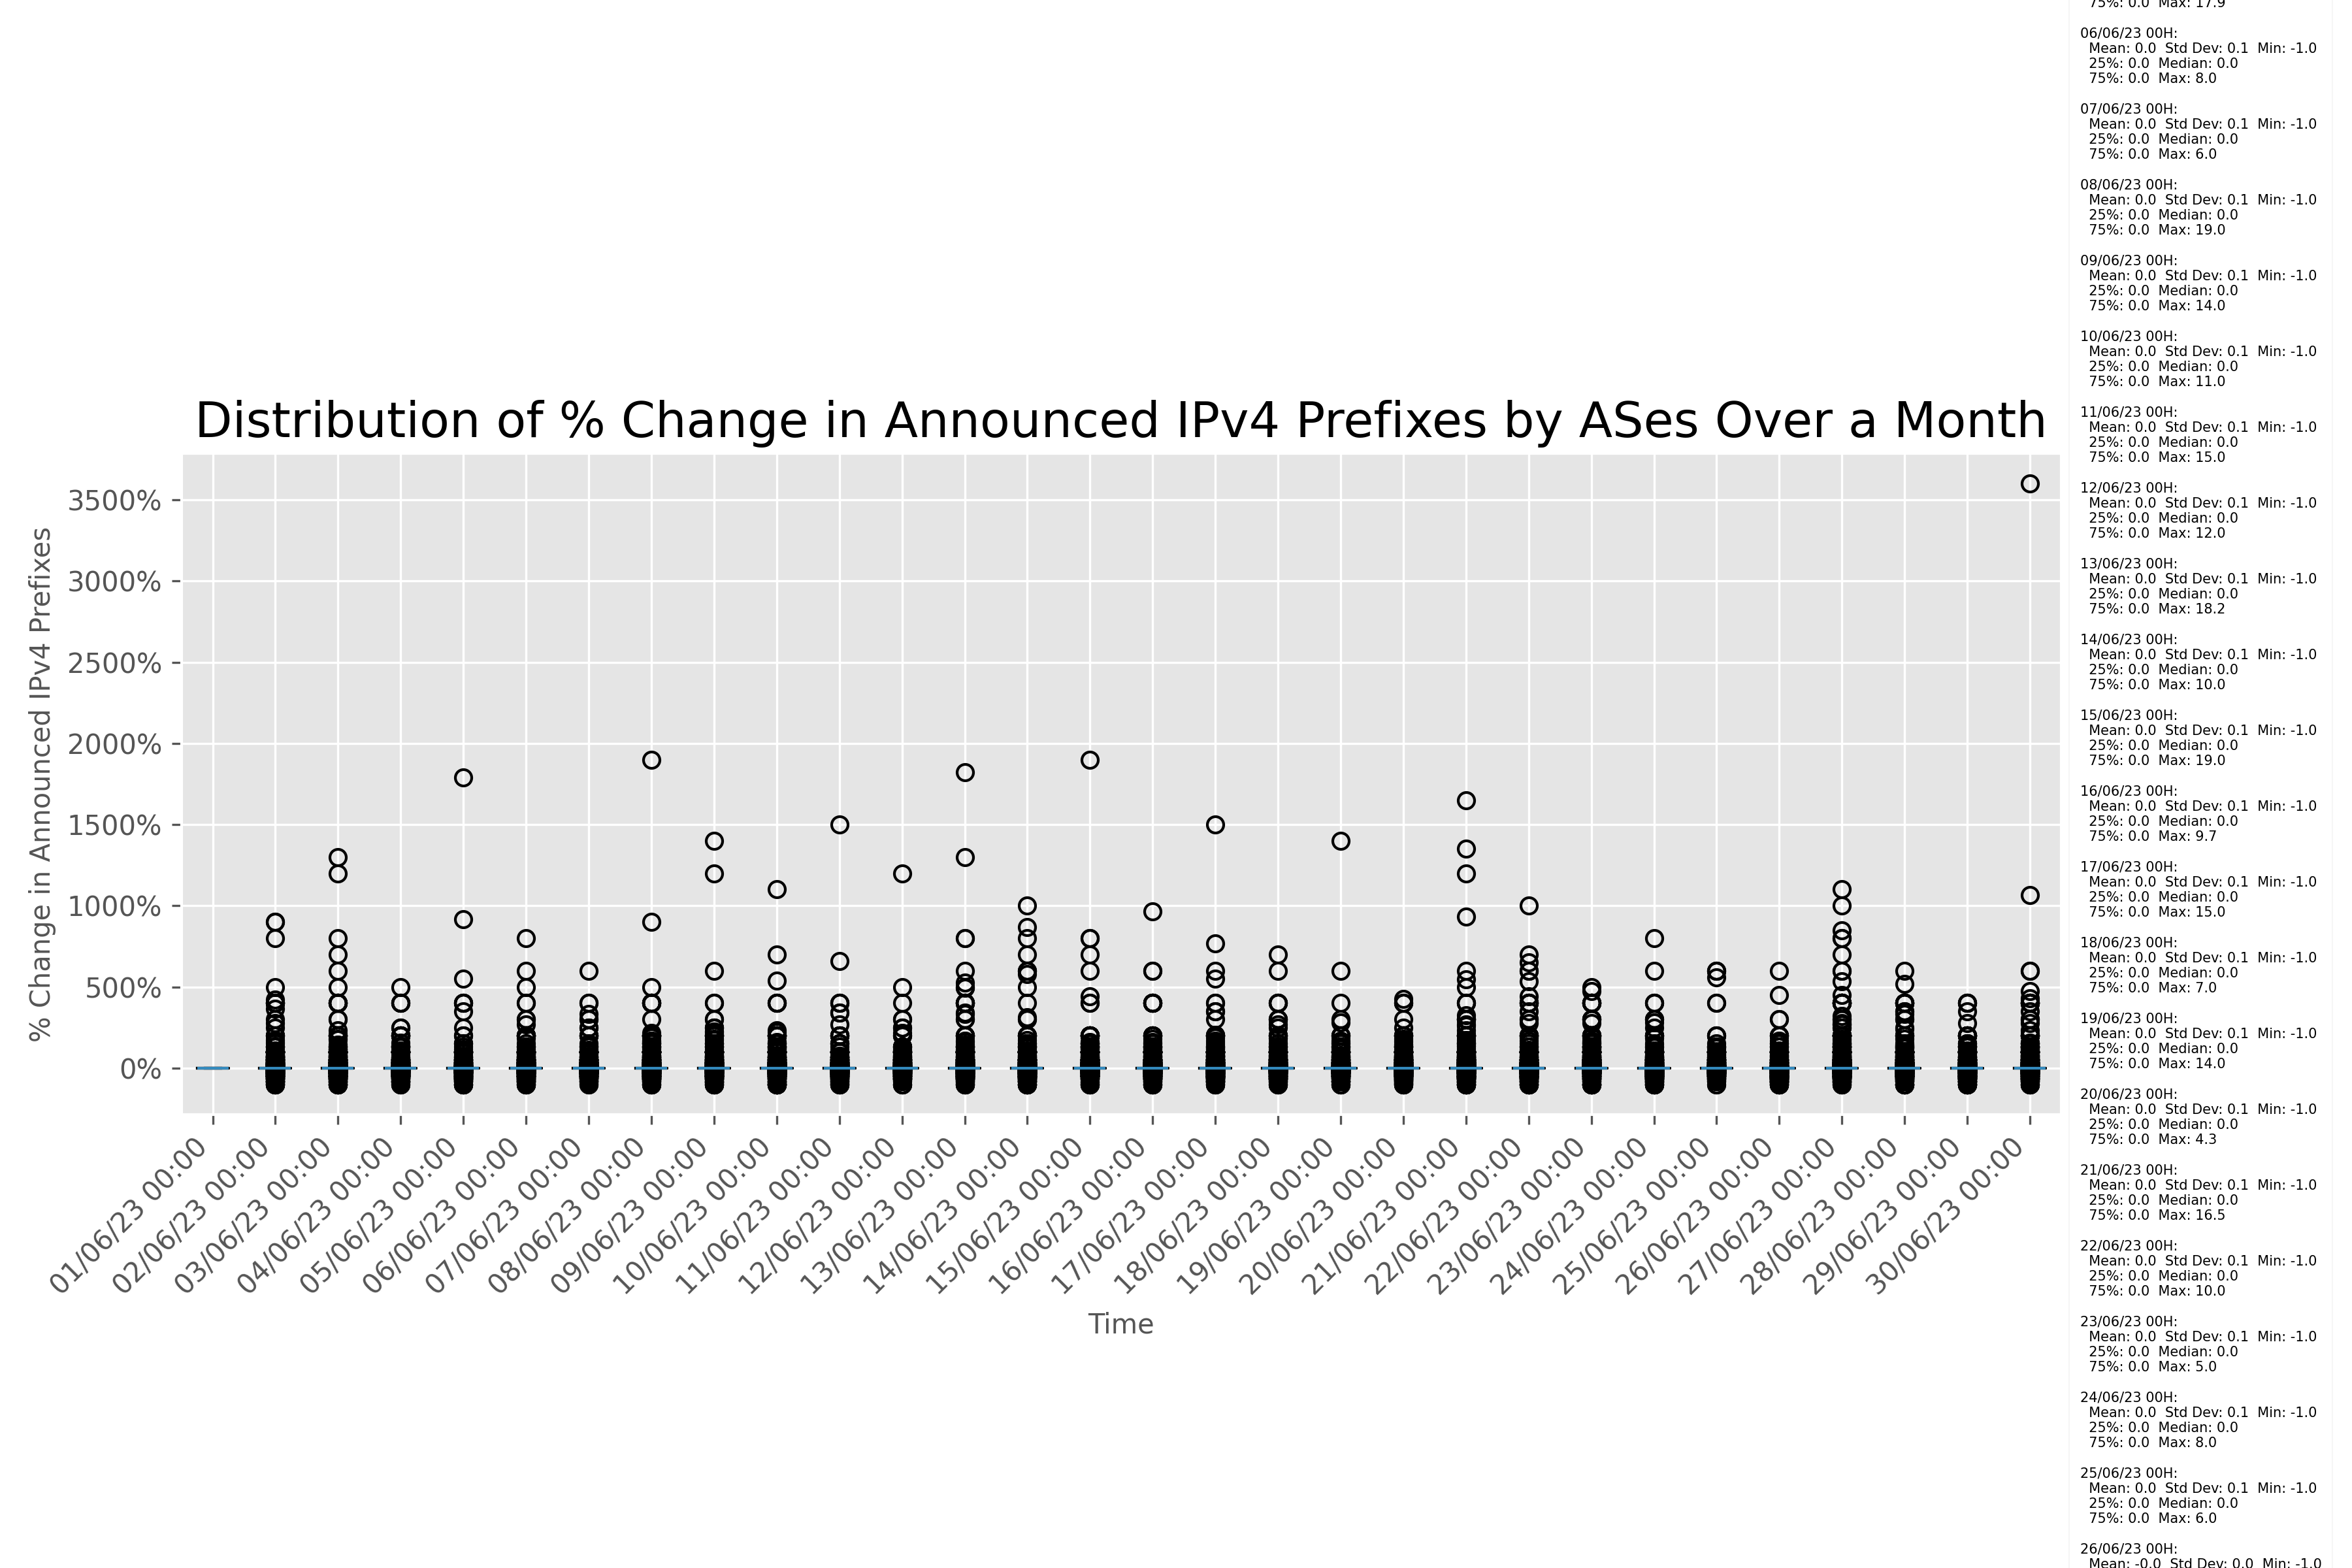 Distribution of % Change in Announced IPv4 Prefixes by ASes Over a Month
% Change in Announced IPv4 Prefixes
3500%
3000%
2500%
2000%
1500%
1000%
500%
0%
01/06/23 00:00
02/06/23 00:00
03/06/23 00:00
04/06/23 00:00
05/06/23 00:00
06/06/23 00:00
07/06/23 00:00
08/06/23 00:00
09/06/23 00:00
10/06/23 00:00
11/06/23 00:00
12/06/23 00:00
13/06/23 00:00
14/06/23 00:00
15/06/23 00:00
16/06/23 00:00
17/06/23 00:00
18/06/23 00:00
19/06/23 00:00
20/06/23 00:00
21/06/23 00:00
22/06/23 00:00
23/06/23 00:00
24/06/23 00:00
25/06/23 00:00
26/06/23 00:00
27/06/23 00:00
28/06/23 00:00
29/06/23 00:00
30/06/23 00:00
Time
75%: 0.0 Max: 17.9
06/06/23 00H:
Mean: 0.0 Std Dev: 0.1 Min: -1.0
25%: 0.0 Median: 0.0
75%: 0.0 Max: 8.0
07/06/23 00H:
Mean: 0.0 Std Dev: 0.1 Min: -1.0
25%: 0.0 Median: 0.0
75%: 0.0 Max: 6.0
08/06/23 00H:
Mean: 0.0 Std Dev: 0.1 Min: -1.0
25%: 0.0 Median: 0.0
75%: 0.0 Max: 19.0
09/06/23 00H:
Mean: 0.0 Std Dev: 0.1 Min: -1.0
25%: 0.0 Median: 0.0
75%: 0.0 Max: 14.0
10/06/23 00H:
Mean: 0.0 Std Dev: 0.1 Min: -1.0
25%: 0.0 Median: 0.0
75%: 0.0 Max: 11.0
11/06/23 00H:
Mean: 0.0 Std Dev: 0.1 Min: -1.0
25%: 0.0 Median: 0.0
75%: 0.0 Max: 15.0
12/06/23 00H:
Mean: 0.0 Std Dev: 0.1 Min: -1.0
25%: 0.0 Median: 0.0
75%: 0.0 Max: 12.0
13/06/23 00H:
Mean: 0.0 Std Dev: 0.1 Min: -1.0
25%: 0.0 Median: 0.0
75%: 0.0 Max: 18.2
14/06/23 00H:
Mean: 0.0 Std Dev: 0.1 Min: -1.0
25%: 0.0 Median: 0.0
75%: 0.0 Max: 10.0
15/06/23 00H:
Mean: 0.0 Std Dev: 0.1 Min: -1.0
25%: 0.0 Median: 0.0
75%: 0.0 Max: 19.0
16/06/23 00H:
Mean: 0.0 Std Dev: 0.1 Min: -1.0
25%: 0.0 Median: 0.0
75%: 0.0 Max: 9.7
17/06/23 00H:
Mean: 0.0 Std Dev: 0.1 Min: -1.0
25%: 0.0 Median: 0.0
75%: 0.0 Max: 15.0
18/06/23 00H:
Mean: 0.0 Std Dev: 0.1 Min: -1.0
25%: 0.0 Median: 0.0
75%: 0.0 Max: 7.0
19/06/23 00H:
Mean: 0.0 Std Dev: 0.1 Min: -1.0
25%: 0.0 Median: 0.0
75%: 0.0 Max: 14.0
20/06/23 00H:
Mean: 0.0 Std Dev: 0.1 Min: -1.0
25%: 0.0 Median: 0.0
75%: 0.0 Max: 4.3
21/06/23 00H:
Mean: 0.0 Std Dev: 0.1 Min: -1.0
25%: 0.0 Median: 0.0
75%: 0.0 Max: 16.5
22/06/23 00H:
Mean: 0.0 Std Dev: 0.1 Min: -1.0
25%: 0.0 Median: 0.0
75%: 0.0 Max: 10.0
23/06/23 00H:
Mean: 0.0 Std Dev: 0.1 Min: -1.0
25%: 0.0 Median: 0.0
75%: 0.0 Max: 5.0
24/06/23 00H:
Mean: 0.0 Std Dev: 0.1 Min: -1.0
25%: 0.0 Median: 0.0
75%: 0.0 Max: 8.0
25/06/23 00H:
Mean: 0.0 Std Dev: 0.1 Min: -1.0
25%: 0.0 Median: 0.0
75%: 0.0 Max: 6.0
26/06/23 00H:
Mean: -0.0 Std Dev: 0.0 Min: -1.0